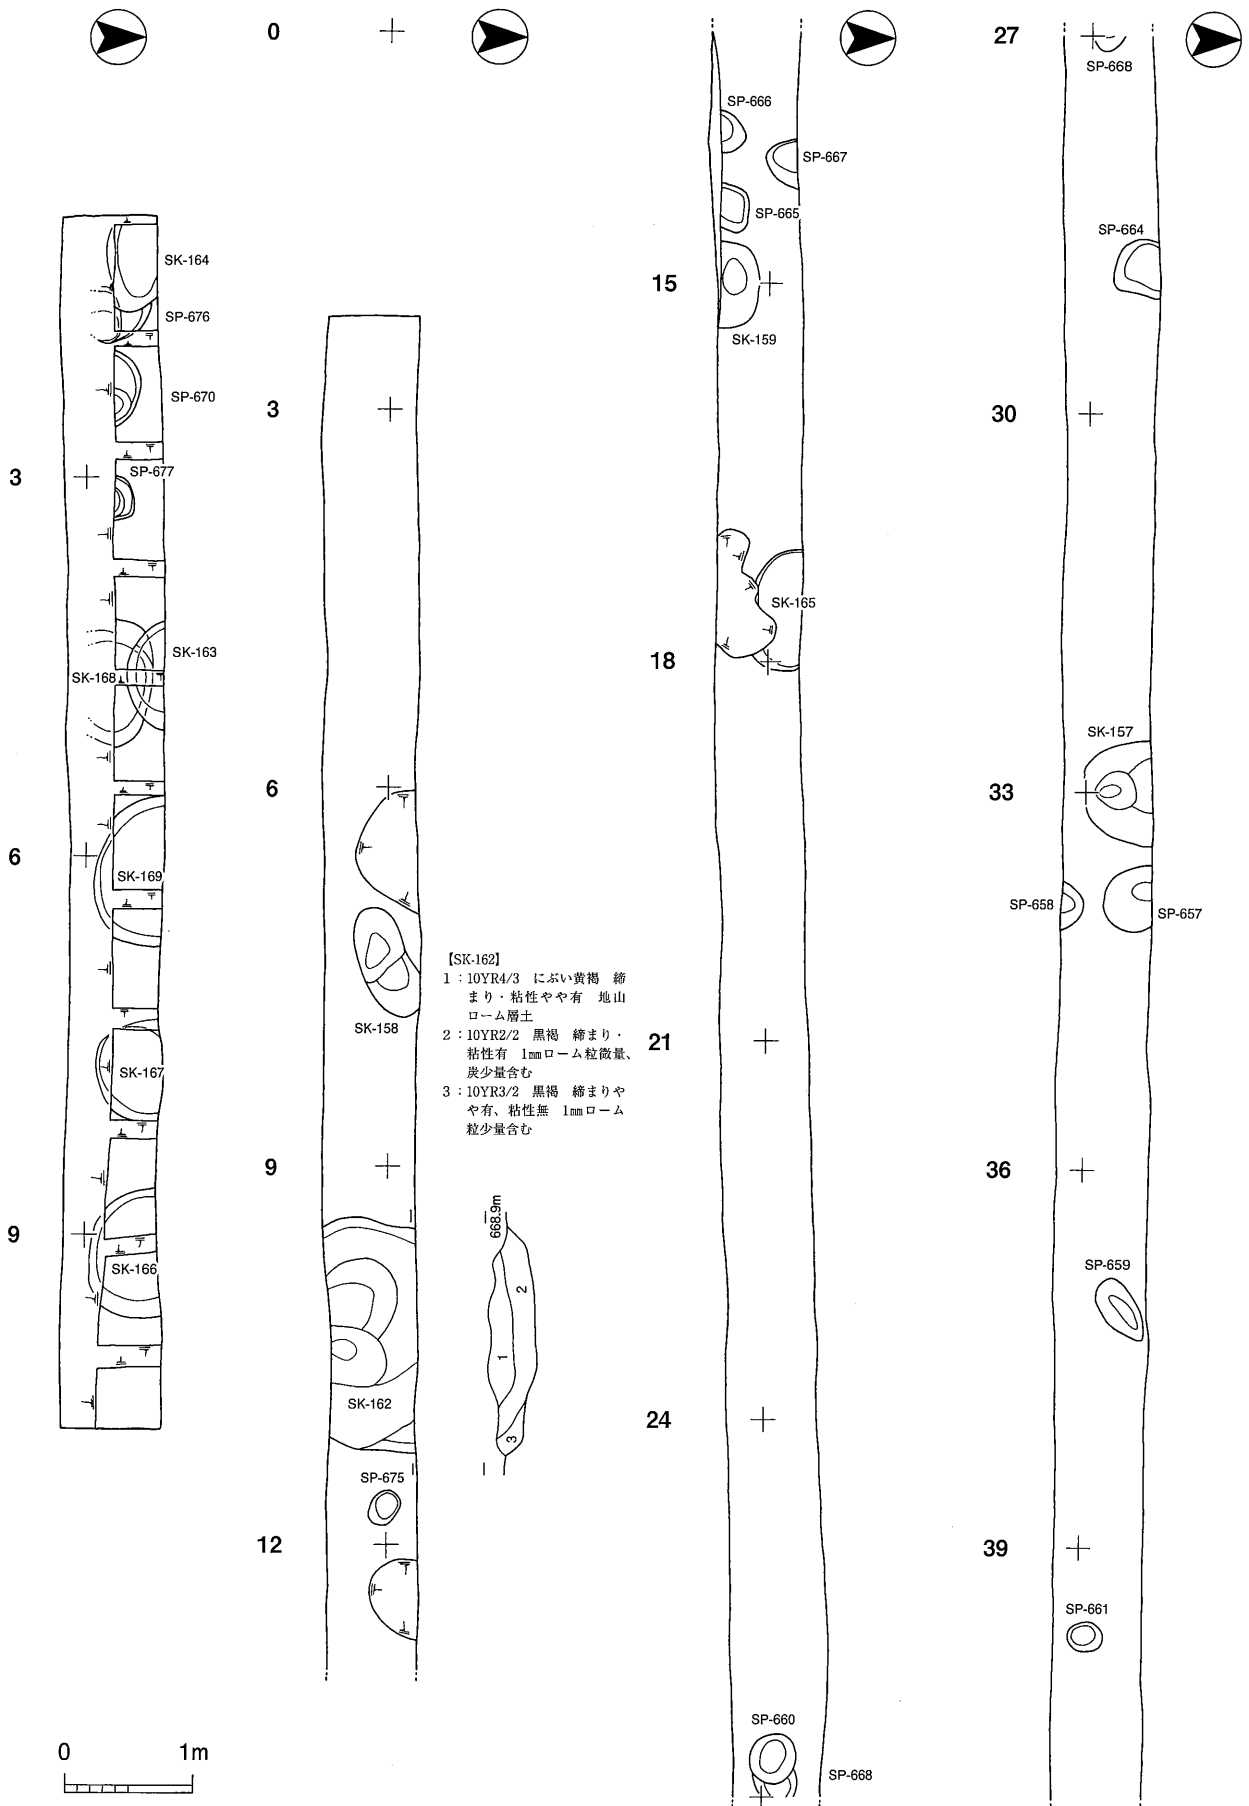 SK-164
SP-676
SP-670
3
SP-677
SK-163
SK-168
6
SK-169
SK-167
9
SK-166
0
1m
0
3
6
SK-158
【SK-162】
1：10YR4/3　にぶい黄褐　締
まり・粘性やや有　地山
ローム層土
2：10YR2/2　黒褐　締まり・
粘性有　1㎜ローム粒微量、
炭少量含む
3：10YR3/2　黒褐　締まりや
や有、粘性無　1㎜ローム
粒少量含む
9
668.9m
2
1
3
SK-162
SP-675
12
SP-666
SP-667
SP-665
15
SK-159
SK-165
18
21
24
SP-660
SP-668
27
SP-668
SP-664
30
SK-157
33
SP-658
SP-657
36
SP-659
39
SP-661